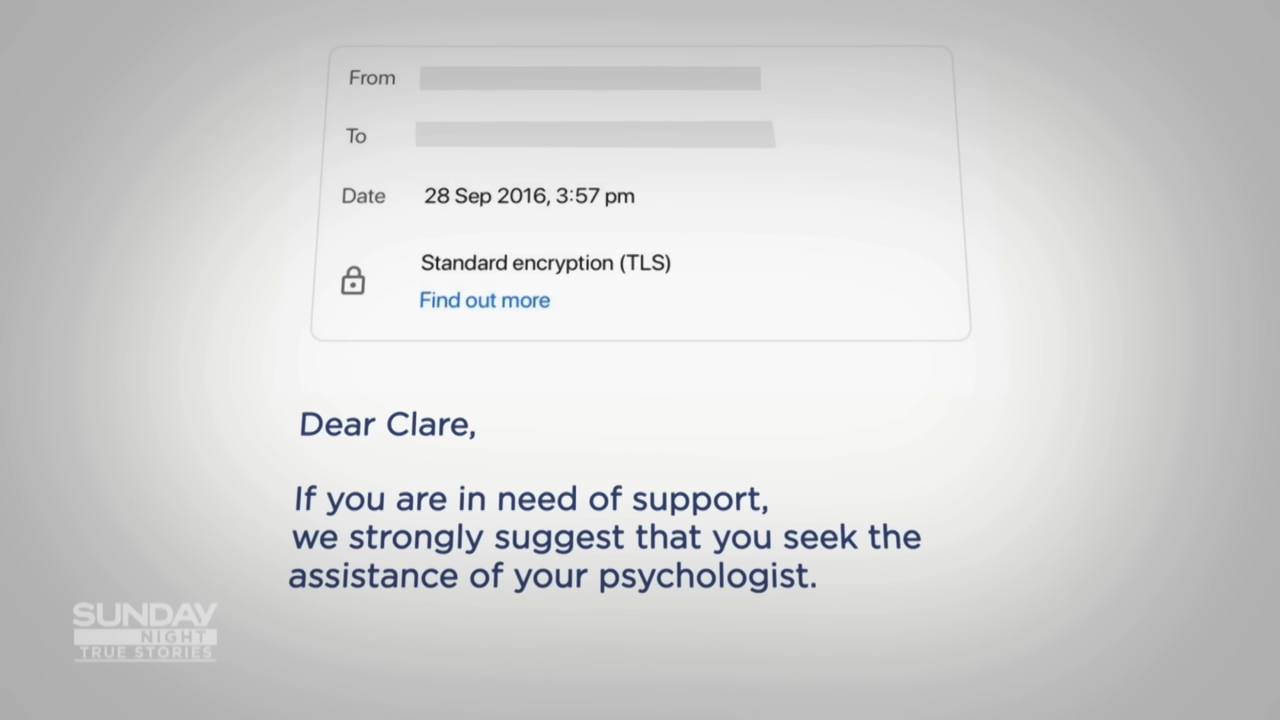 From
To
Date 28 Sep 2016, 3:57 pm
Standard encryption (TLS)
Find out more
Dear Clare,
If you are in need of support,
we strongly suggest that you seek the
assistance of your psychologist.
SUNDAY
NIGHT
TRUE STORIES